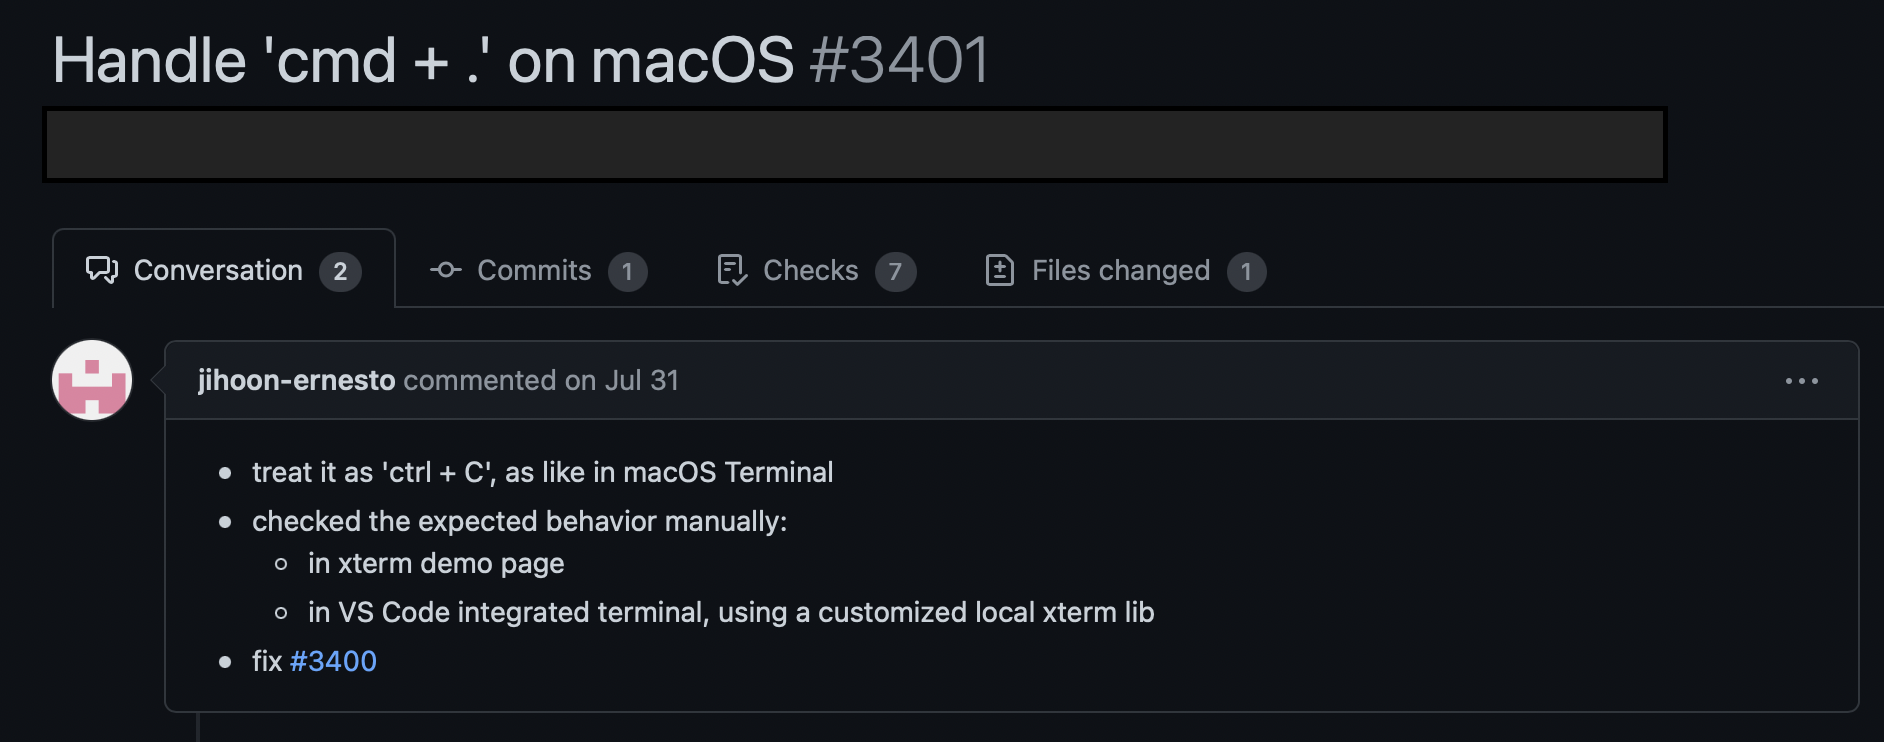 Handle 'cmd + .' on macOS #3401
Conversation 2 Commits 1 Checks 7 Files changed 1
jihoon-ernesto commented on Jul 31
treat it as 'ctrl + C', as like in macOS Terminal
checked the expected behavior manually:
in xterm demo page
in VS Code integrated terminal, using a customized local xterm lib
fix #3400